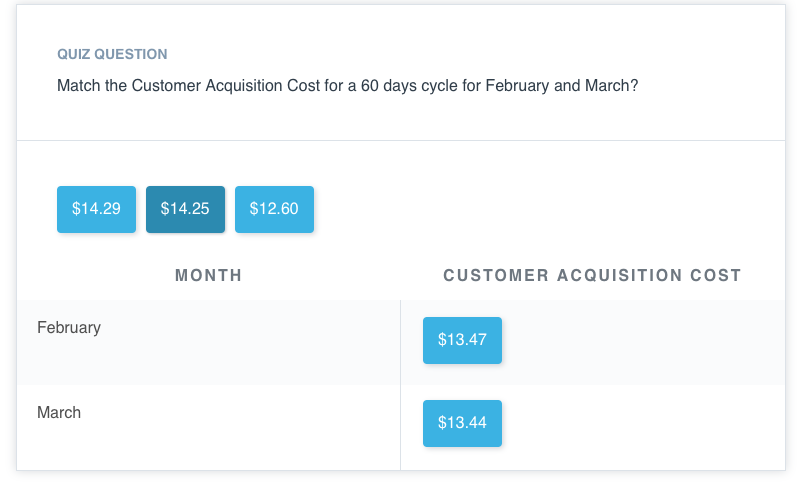 QUIZ QUESTION
Match the Customer Acquisition Cost for a 60 days cycle for February and March?
$14.29 $14.25 $12.60
MONTH CUSTOMER ACQUISITION COST
February $13.47
March $13.44